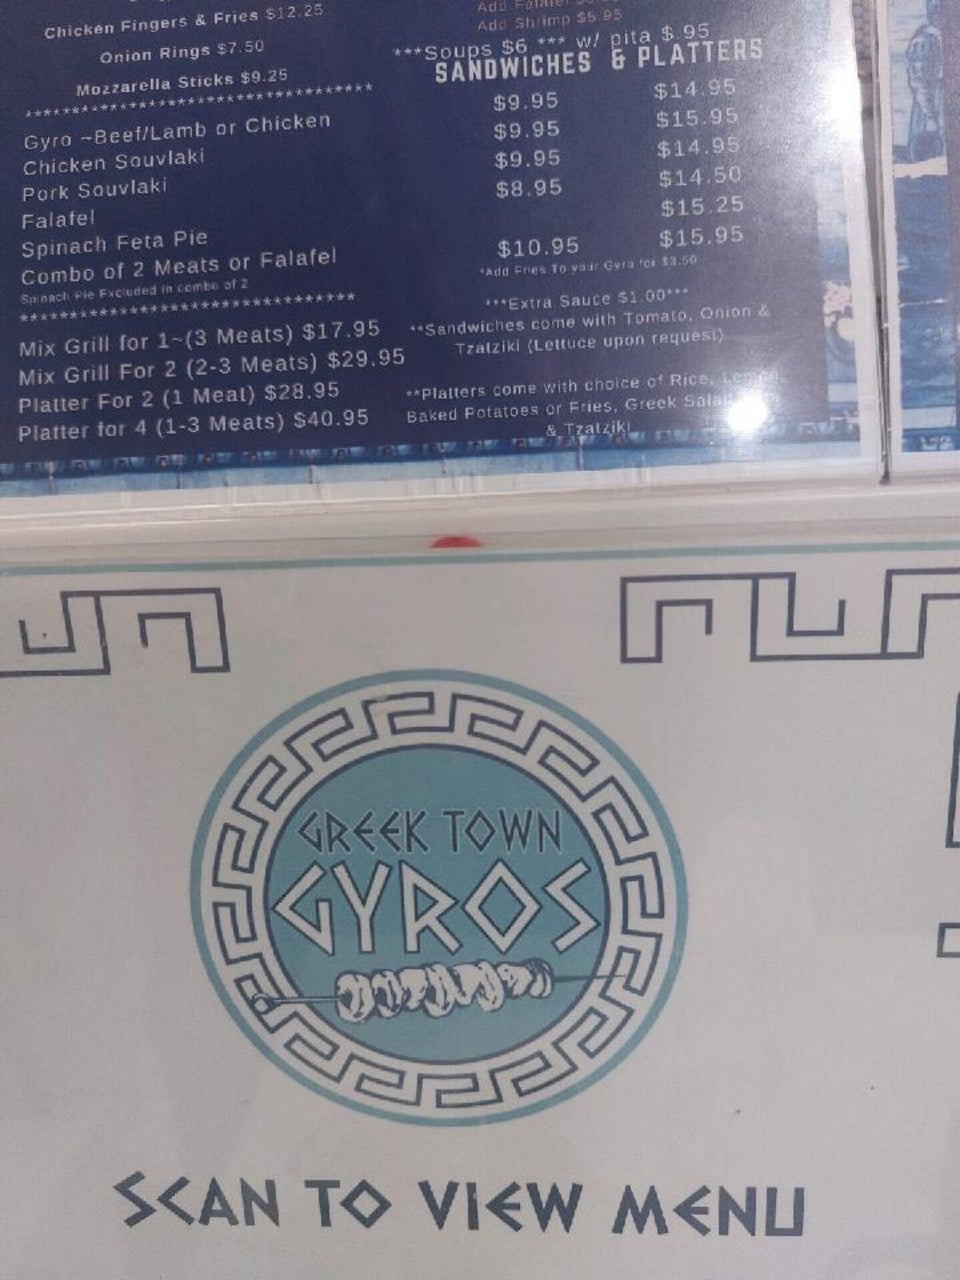 Chicken Fingers & Fries $12.25
Onion Rings $7.50
Mozzarella Sticks $9.25
***********************************
Add Shrimp $5.95
***Soups $6 *** w/ pita $.95
SANDWICHES & PLATTERS
Gyro ~Beef/Lamb or Chicken $9.95 $14.95
Chicken Souvlaki $9.95 $15.95
Pork Souvlaki $9.95 $14.95
Falafel $8.95 $14.50
Spinach Feta Pie $15.25
Combo of 2 Meats or Falafel $10.95 $15.95
Spinach Pie Excluded in combo of 2
*Add Fries To your Gyro for $3.50
*********************************
Mix Grill for 1~(3 Meats) $17.95
Mix Grill For 2 (2-3 Meats) $29.95
Platter For 2 (1 Meal) $28.95
Platter for 4 (1-3 Meats) $40.95
***Extra Sauce $1.00***
**Sandwiches come with Tomato, Onion &
Tzatziki (Lettuce upon request)
**Platters come with choice of Rice, Lemon
Baked Potatoes or Fries, Greek Salad
& Tzatziki
GREEK TOWN
GYROS
SCAN TO VIEW MENU